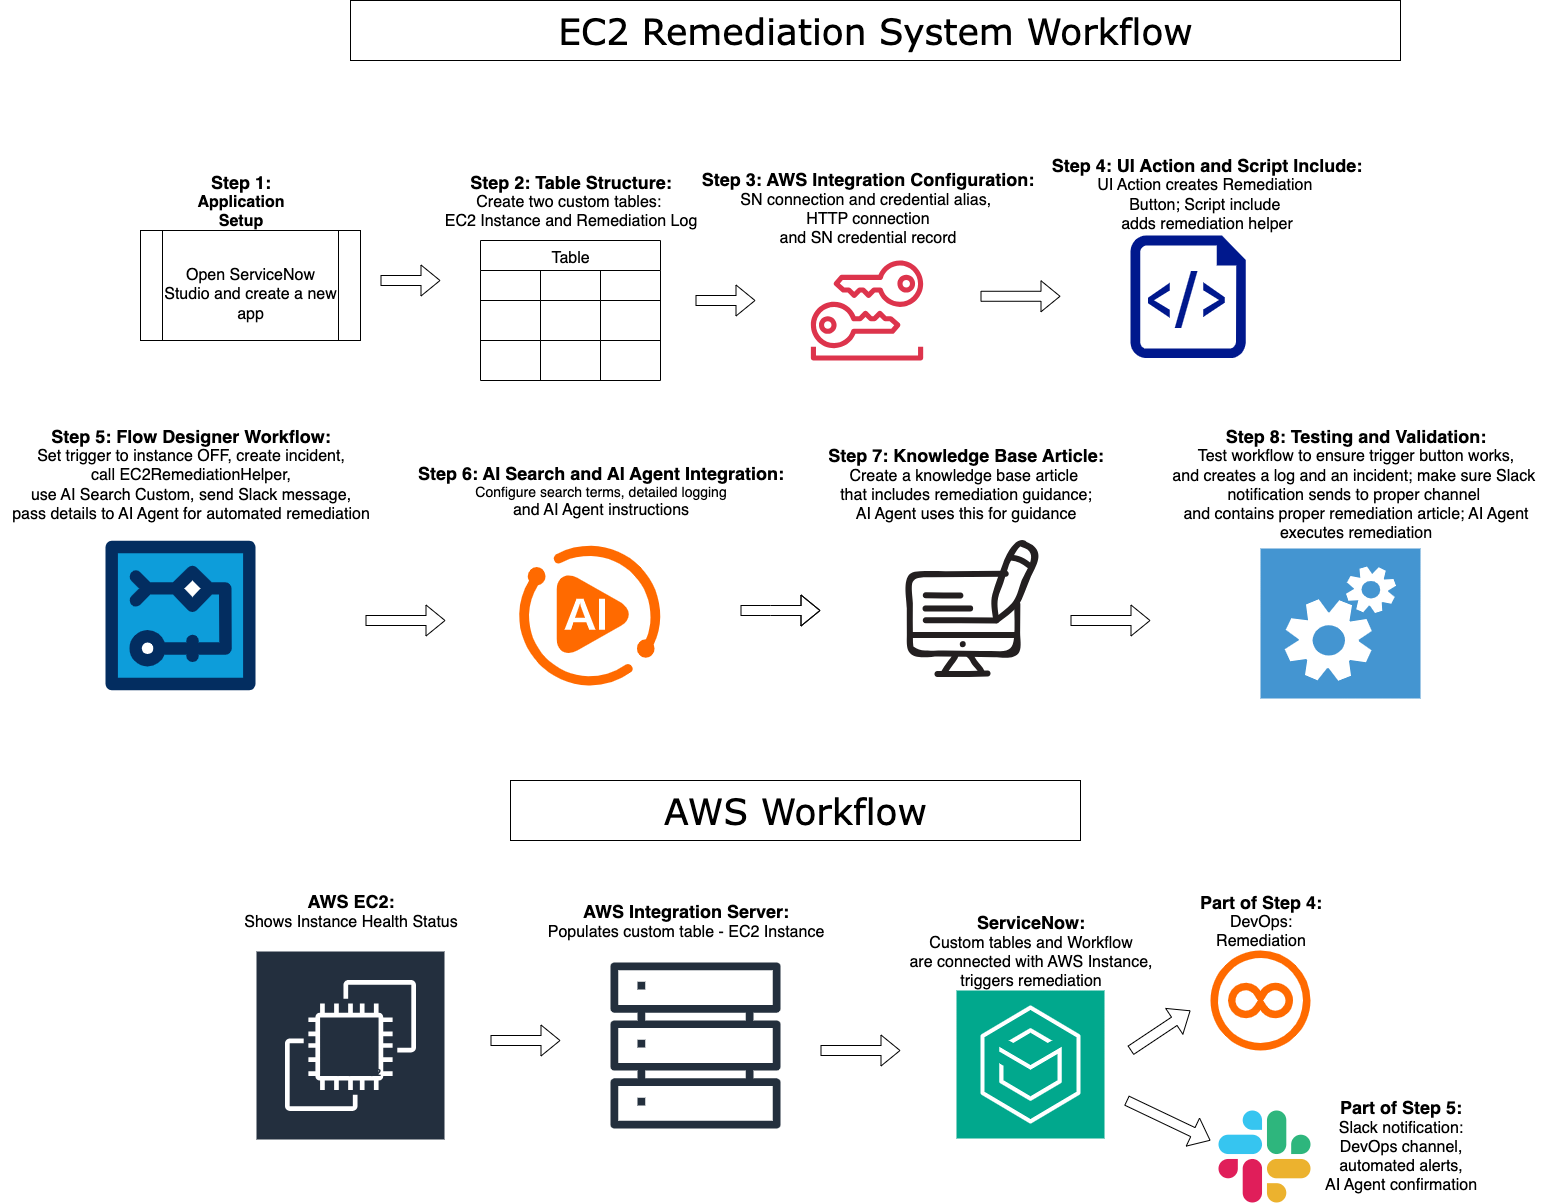 EC2 Remediation System Workflow
Step 1:
Application
Setup
Open ServiceNow
Studio and create a new
app
Step 2: Table Structure:
Create two custom tables:
EC2 Instance and Remediation Log
Table
Step 3: AWS Integration Configuration:
SN connection and credential alias,
HTTP connection
and SN credential record
Step 4: UI Action and Script Include:
UI Action creates Remediation
Button; Script include
adds remediation helper
</>
Step 5: Flow Designer Workflow:
Set trigger to instance OFF, create incident,
call EC2RemediationHelper,
use AI Search Custom, send Slack message,
pass details to AI Agent for automated remediation
Step 6: AI Search and AI Agent Integration:
Configure search terms, detailed logging
and AI Agent instructions
AI
Step 7: Knowledge Base Article:
Create a knowledge base article
that includes remediation guidance;
AI Agent uses this for guidance
Step 8: Testing and Validation:
Test workflow to ensure trigger button works,
and creates a log and an incident; make sure Slack
notification sends to proper channel
and contains proper remediation article; AI Agent
executes remediation
AWS Workflow
AWS EC2:
Shows Instance Health Status
AWS Integration Server:
Populates custom table - EC2 Instance
ServiceNow:
Custom tables and Workflow
are connected with AWS Instance,
triggers remediation
Part of Step 4:
DevOps:
Remediation
Part of Step 5:
Slack notification:
DevOps channel,
automated alerts,
AI Agent confirmation